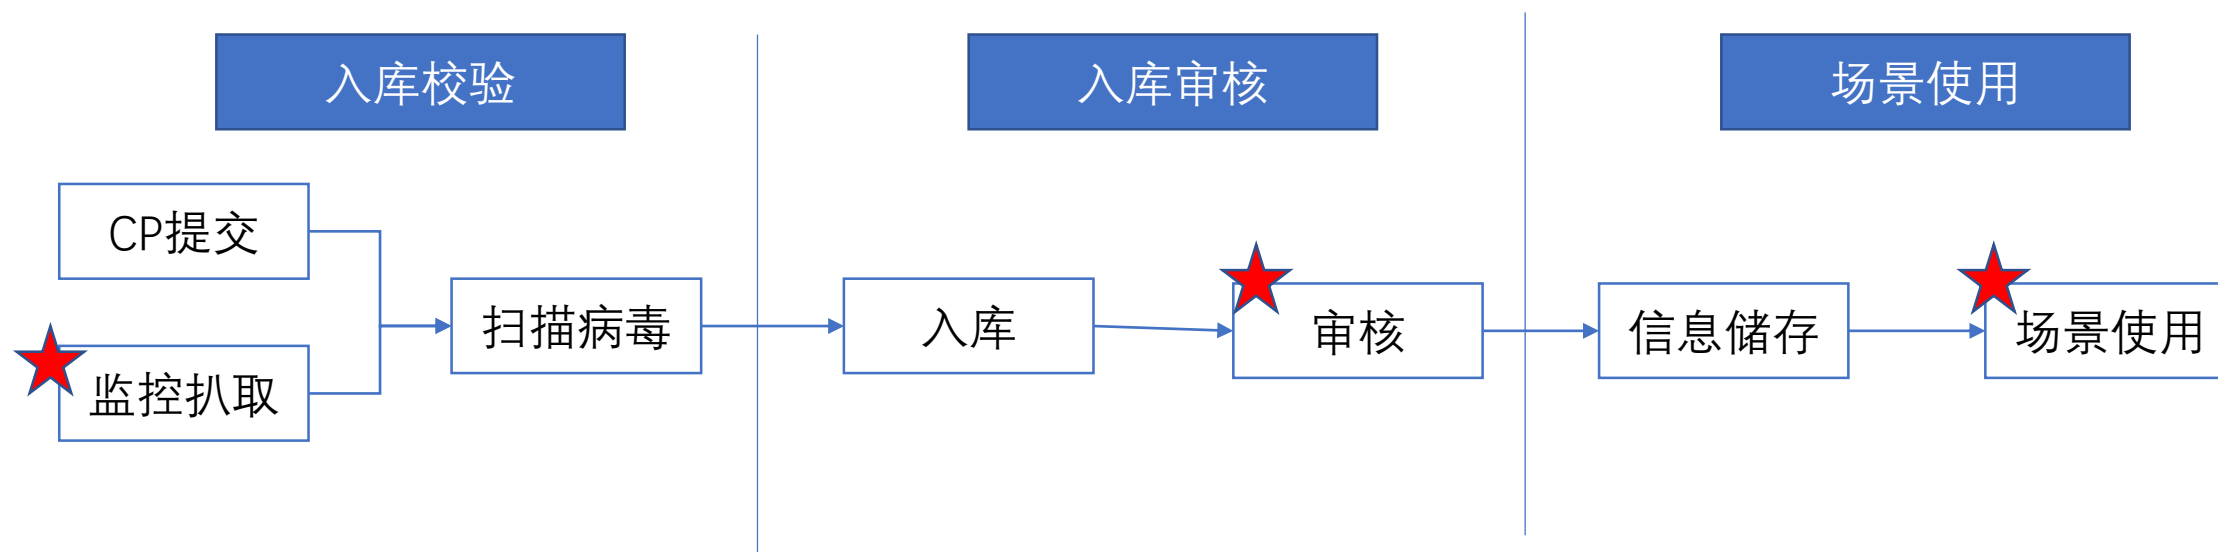 入库校验
入库审核
场景使用
CP提交
监控扒取
扫描病毒
入库
审核
信息储存
场景使用